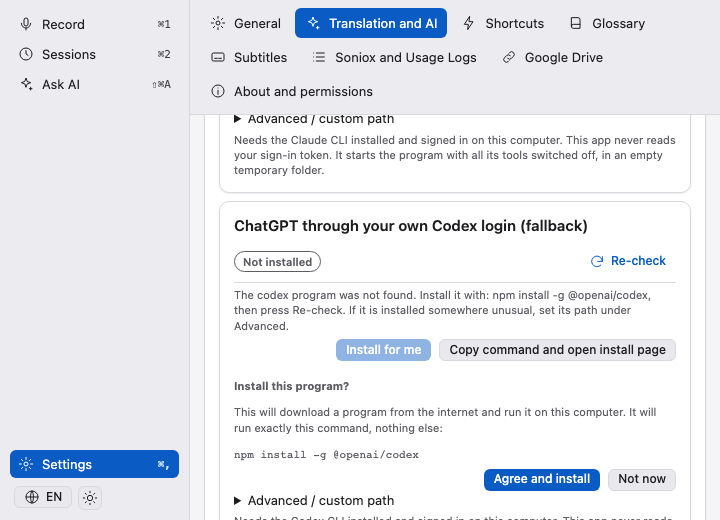 Record ⌘1
Sessions ⌘2
Ask AI ⇧⌘A
Settings ⌘,
EN
General
Translation and AI
Shortcuts
Glossary
Subtitles
Soniox and Usage Logs
Google Drive
About and permissions
▶ Advanced / custom path
Needs the Claude CLI installed and signed in on this computer. This app never reads
your sign-in token. It starts the program with all its tools switched off, in an empty
temporary folder.
ChatGPT through your own Codex login (fallback)
Not installed
Re-check
The codex program was not found. Install it with: npm install -g @openai/codex,
then press Re-check. If it is installed somewhere unusual, set its path under
Advanced.
Install for me
Copy command and open install page
Install this program?
This will download a program from the internet and run it on this computer. It will
run exactly this command, nothing else:
npm install -g @openai/codex
Agree and install
Not now
▶ Advanced / custom path